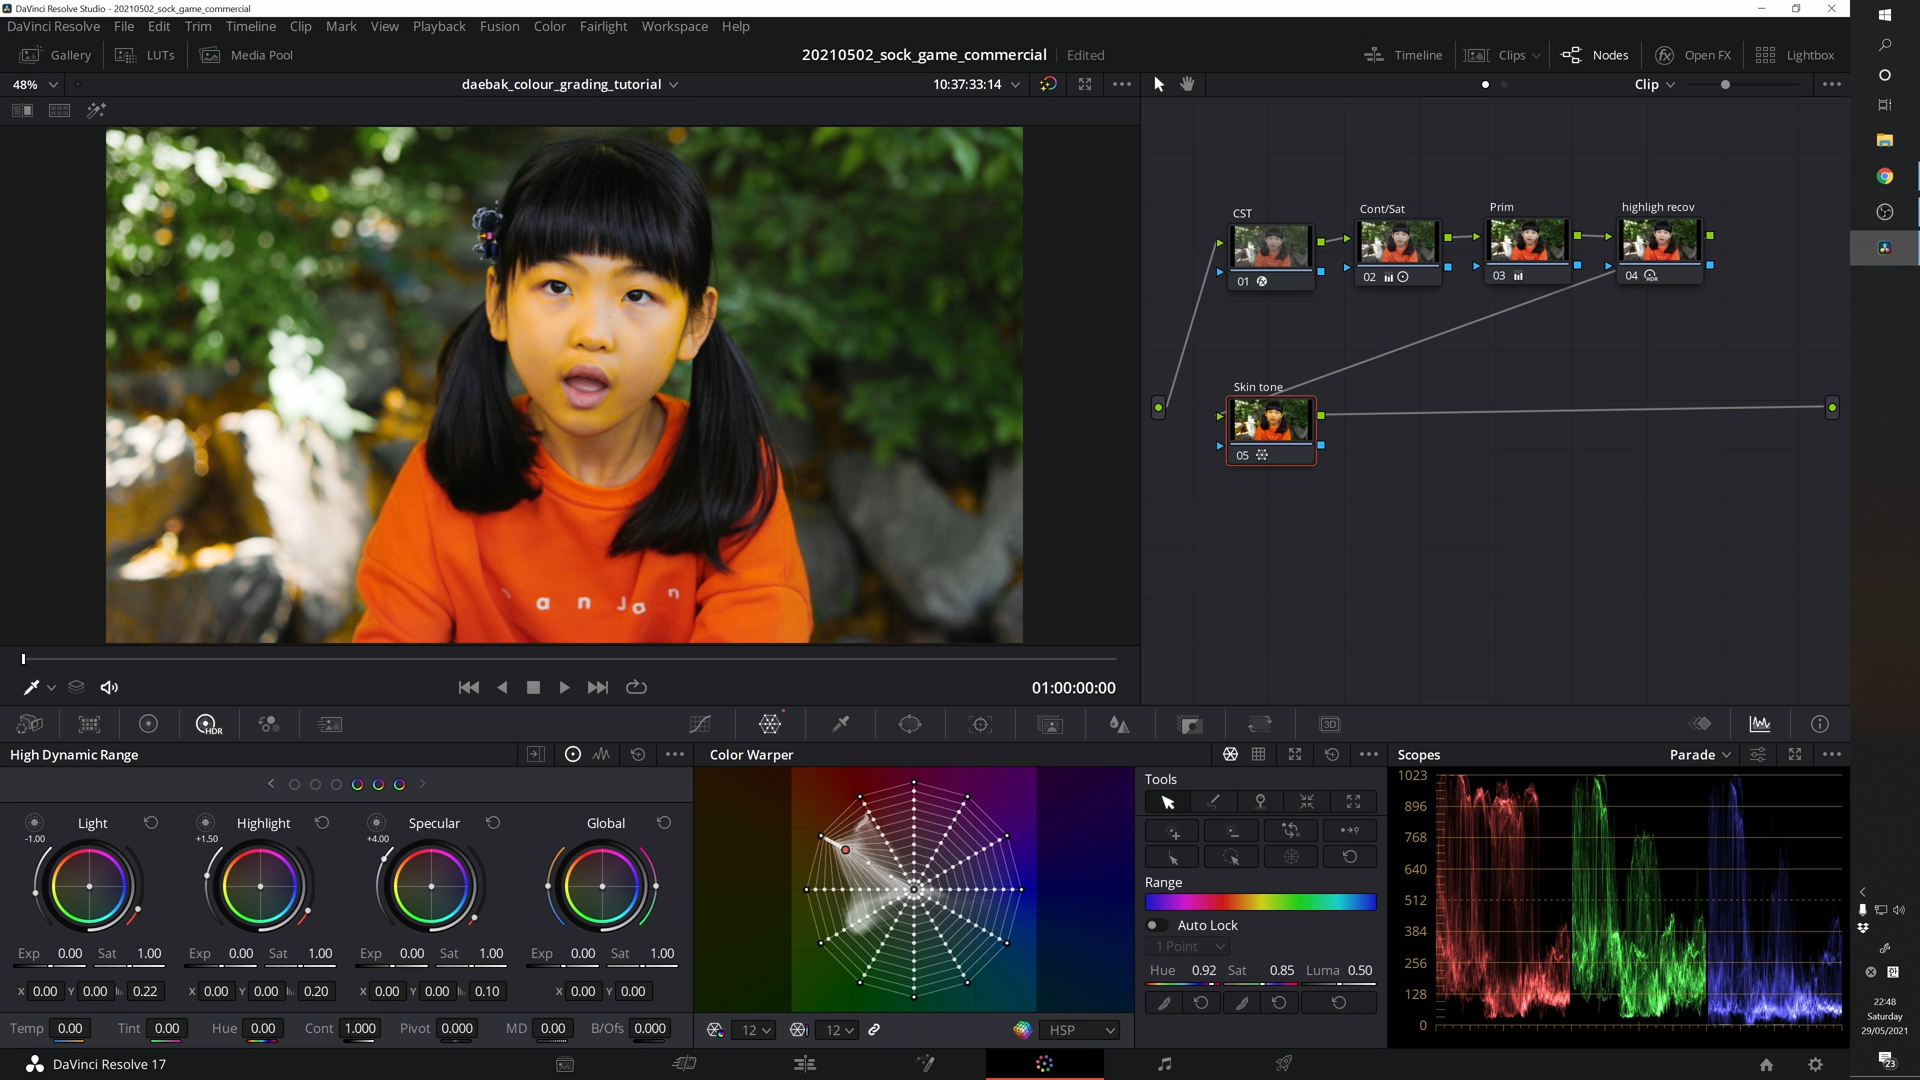 DaVinci Resolve Studio - 20210502_sock_game_commercial
DaVinci Resolve File Edit Trim Timeline Clip Mark View Playback Fusion Color Fairlight Workspace Help
Gallery LUTs Media Pool 20210502_sock_game_commercial Edited Timeline Clips Nodes Open FX Lightbox
48% daebak_colour_grading_tutorial 10:37:33:14 Clip
CST
Cont/Sat
Prim
highligh recov
01
02
03
04
HDR
Skin tone
05
a n J a n
01:00:00:00
HDR
3D
High Dynamic Range
Light Highlight Specular Global
-1.00 +1.50 +4.00
Exp 0.00 Sat 1.00 Exp 0.00 Sat 1.00 Exp 0.00 Sat 1.00 Exp 0.00 Sat 1.00
X 0.00 Y 0.00 0.22 X 0.00 Y 0.00 0.20 X 0.00 Y 0.00 0.10 X 0.00 Y 0.00
Temp 0.00 Tint 0.00 Hue 0.00 Cont 1.000 Pivot 0.000 MD 0.00 B/Ofs 0.000
Color Warper
12 12 HSP
Tools
Range
Auto Lock
1 Point
Hue 0.92 Sat 0.85 Luma 0.50
Scopes Parade
1023
896
768
640
512
384
256
128
0
DaVinci Resolve 17
22:48
Saturday
29/05/2021
23